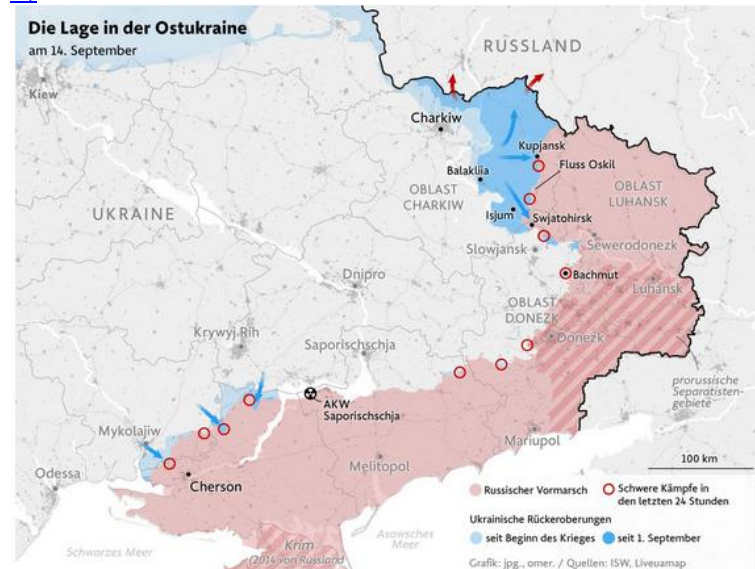 Die Lage in der Ostukraine
am 14. September
RUSSLAND
Kiew
Charkiw
Kupjansk
Fluss Oskil
Balakliia
OBLAST
CHARKIW
OBLAST
LUHANSK
UKRAINE
Isjum
Swjatohirsk
Slowjansk
Sewerodonezk
Dnipro
Bachmut
Luhansk
OBLAST
DONEZK
Krywyj Rih
Saporischschja
Donezk
AKW
Saporischschja
prorussische
Separatisten-
gebiete
Mykolajiw
Mariupol
Odessa
Melitopol
100 km
Cherson
Russischer Vormarsch
Schwere Kämpfe in
den letzten 24 Stunden
Ukrainische Rückeroberungen
seit Beginn des Krieges
seit 1. September
Schwarzes Meer
Krim
(2014 von Russland
Asowsches
Meer
Grafik: jpg., omer. / Quellen: ISW, Liveuamap